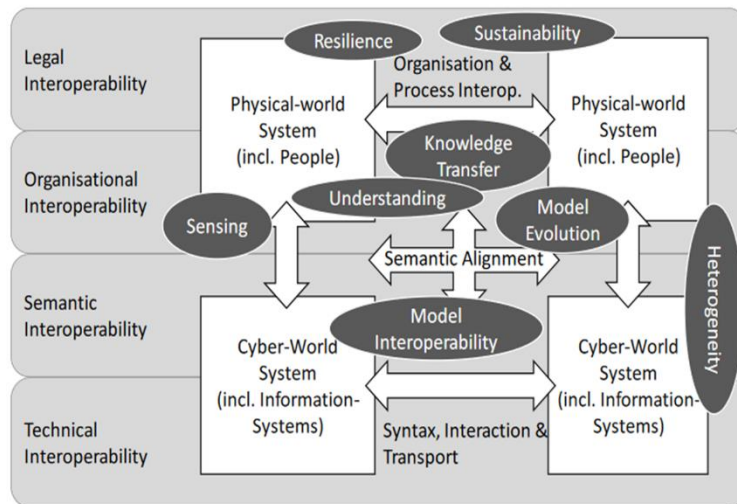 Resilience
Sustainability
Legal
Interoperability
Organisation &
Process Interop.
Physical-world
System
(incl. People)
Physical-world
System
(incl. People)
Knowledge
Transfer
Organisational
Interoperability
Understanding
Sensing
Model
Evolution
Semantic Alignment
Heterogeneity
Semantic
Interoperability
Model
Interoperability
Cyber-World
System
(incl. Information-
Systems)
Cyber-World
System
(incl. Information-
Systems)
Technical
Interoperability
Syntax, Interaction &
Transport